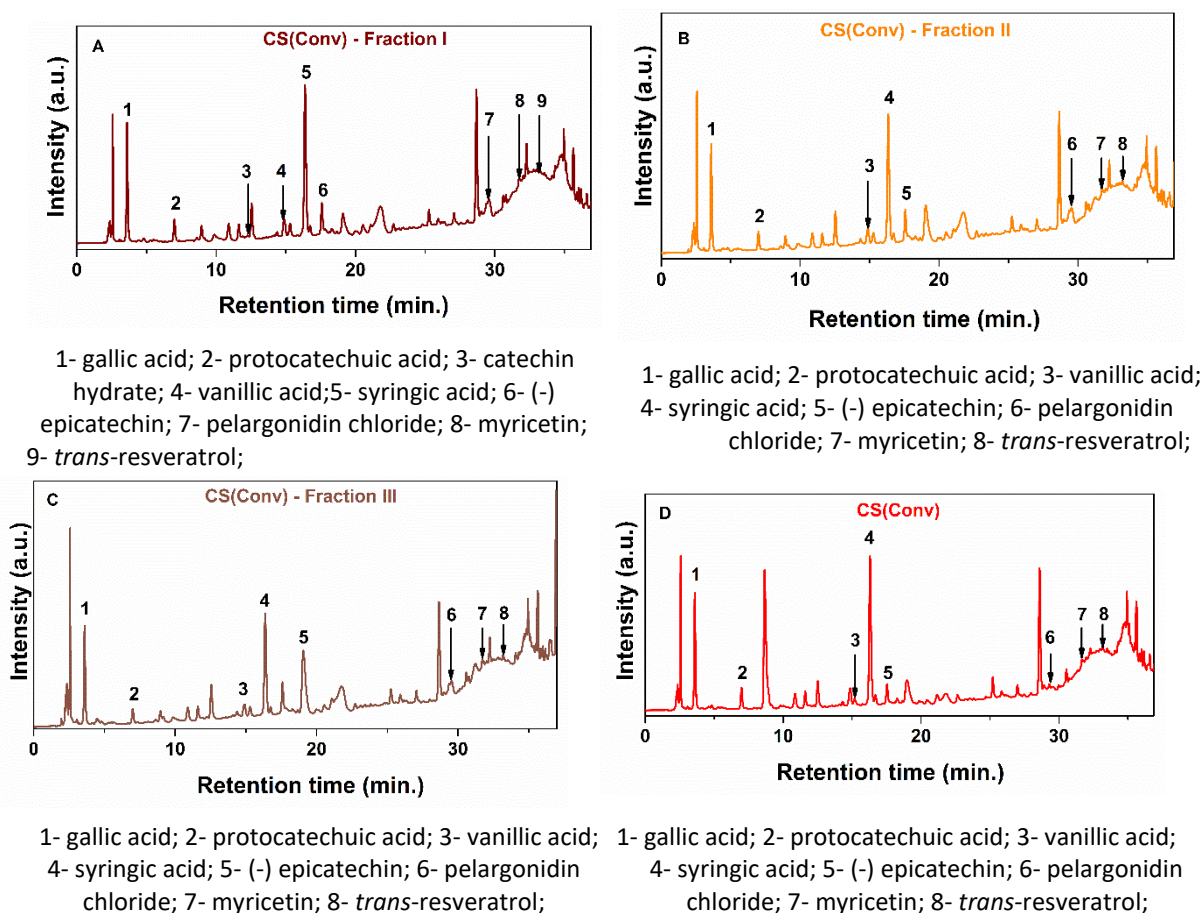 A
CS(Conv) - Fraction I
Intensity (a.u.)
1
2
3
4
5
6
7
8
9
0
10
20
30
Retention time (min.)
1- gallic acid; 2- protocatechuic acid; 3- catechin
hydrate; 4- vanillic acid;5- syringic acid; 6- (-)
epicatechin; 7- pelargonidin chloride; 8- myricetin;
9- trans-resveratrol;
B
CS(Conv) - Fraction II
Intensity (a.u.)
1
2
3
4
5
6
7
8
0
10
20
30
Retention time (min.)
1- gallic acid; 2- protocatechuic acid; 3- vanillic acid;
4- syringic acid; 5- (-) epicatechin; 6- pelargonidin
chloride; 7- myricetin; 8- trans-resveratrol;
C
CS(Conv) - Fraction III
Intensity (a.u.)
1
2
3
4
5
6
7
8
0
10
20
30
Retention time (min.)
1- gallic acid; 2- protocatechuic acid; 3- vanillic acid;
4- syringic acid; 5- (-) epicatechin; 6- pelargonidin
chloride; 7- myricetin; 8- trans-resveratrol;
D
CS(Conv)
Intensity (a.u.)
1
2
3
4
5
6
7
8
0
10
20
30
Retention time (min.)
1- gallic acid; 2- protocatechuic acid; 3- vanillic acid;
4- syringic acid; 5- (-) epicatechin; 6- pelargonidin
chloride; 7- myricetin; 8- trans-resveratrol;